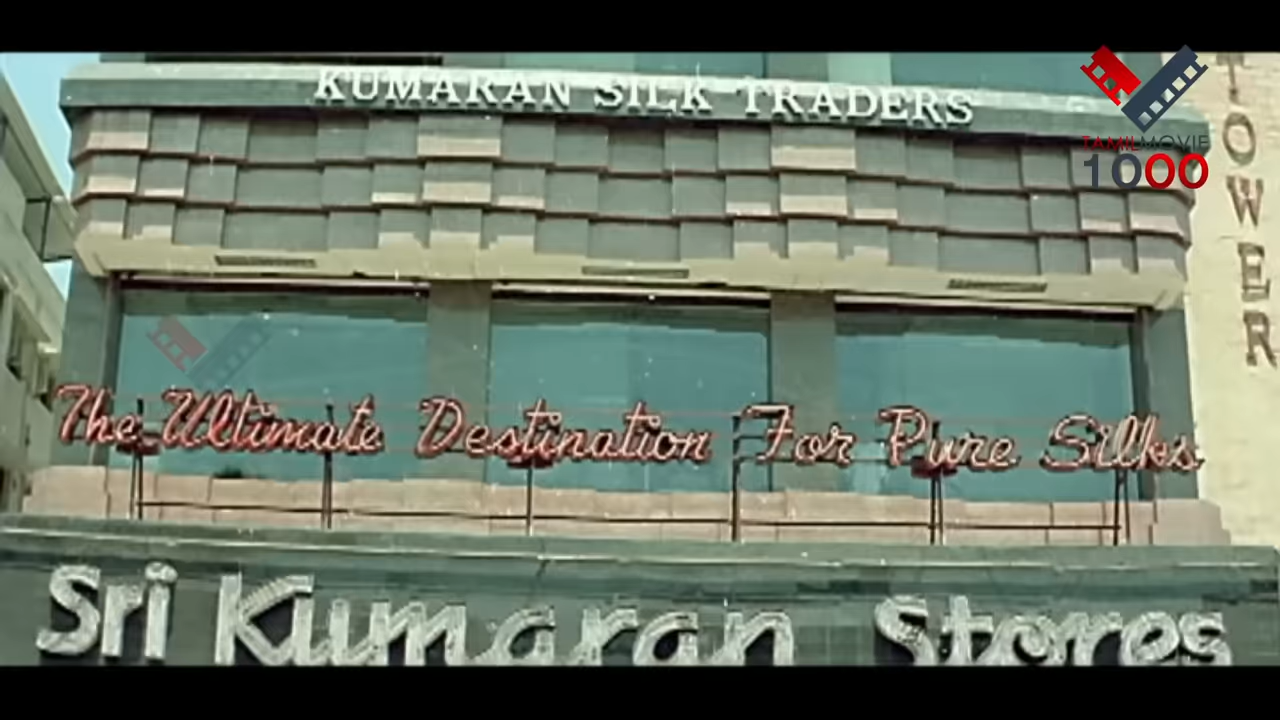 KUMARAN SILK TRADERS
TAMILMOVIE
1000
TOWER
The Ultimate Destination For Pure Silks
Sri Kumaran Stores